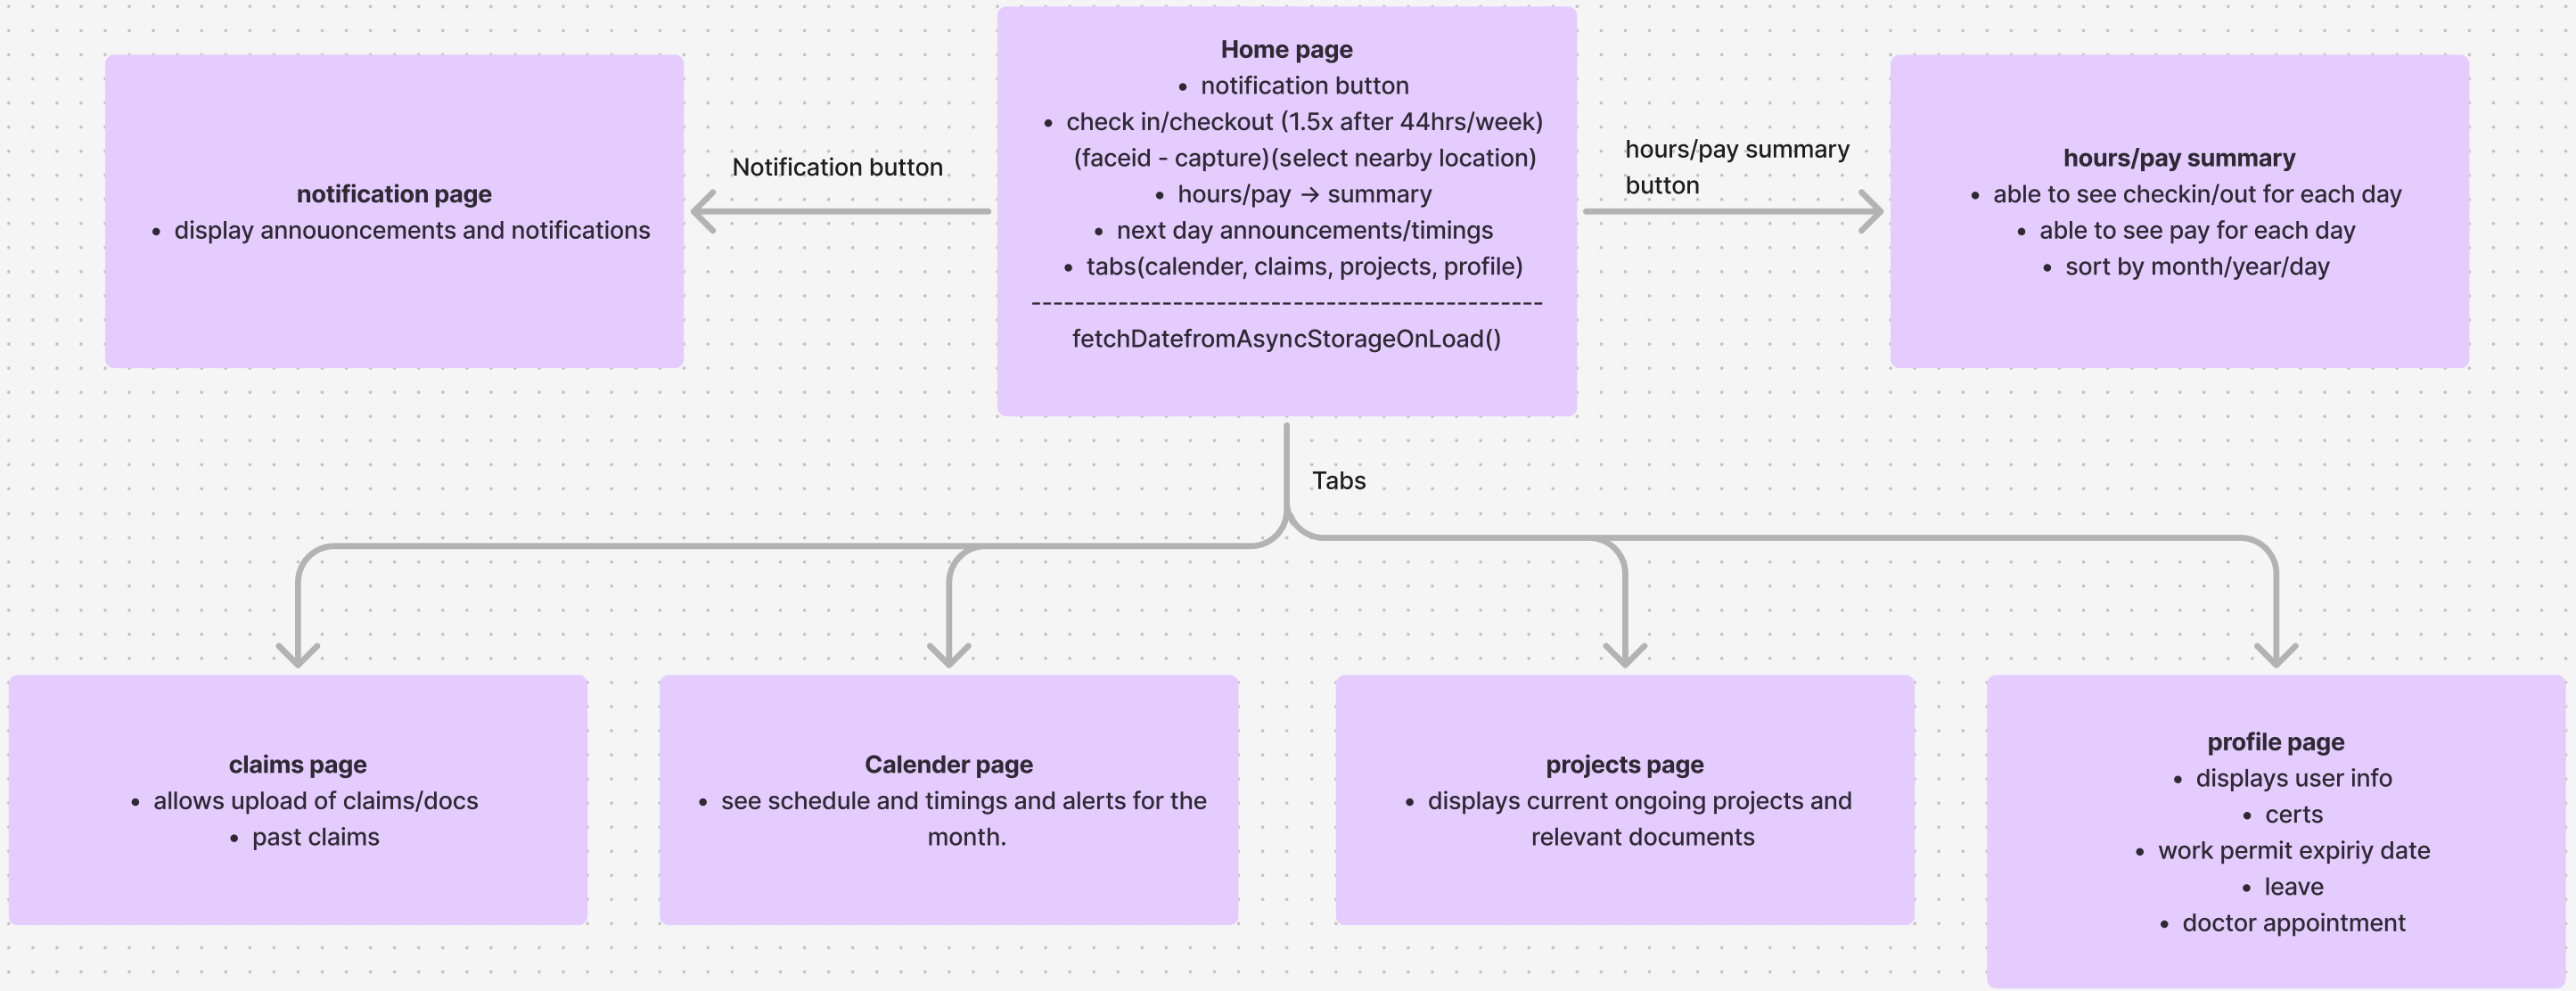 Home page
• notification button
• check in/checkout (1.5x after 44hrs/week)
(faceid - capture)(select nearby location)
• hours/pay → summary
• next day announcements/timings
• tabs(calender, claims, projects, profile)
-----------------------------------------------
fetchDatefromAsyncStorageOnLoad()
Notification button
notification page
• display annouoncements and notifications
hours/pay summary
button
hours/pay summary
• able to see checkin/out for each day
• able to see pay for each day
• sort by month/year/day
Tabs
claims page
• allows upload of claims/docs
• past claims
Calender page
• see schedule and timings and alerts for the
month.
projects page
• displays current ongoing projects and
relevant documents
profile page
• displays user info
• certs
• work permit expiriy date
• leave
• doctor appointment